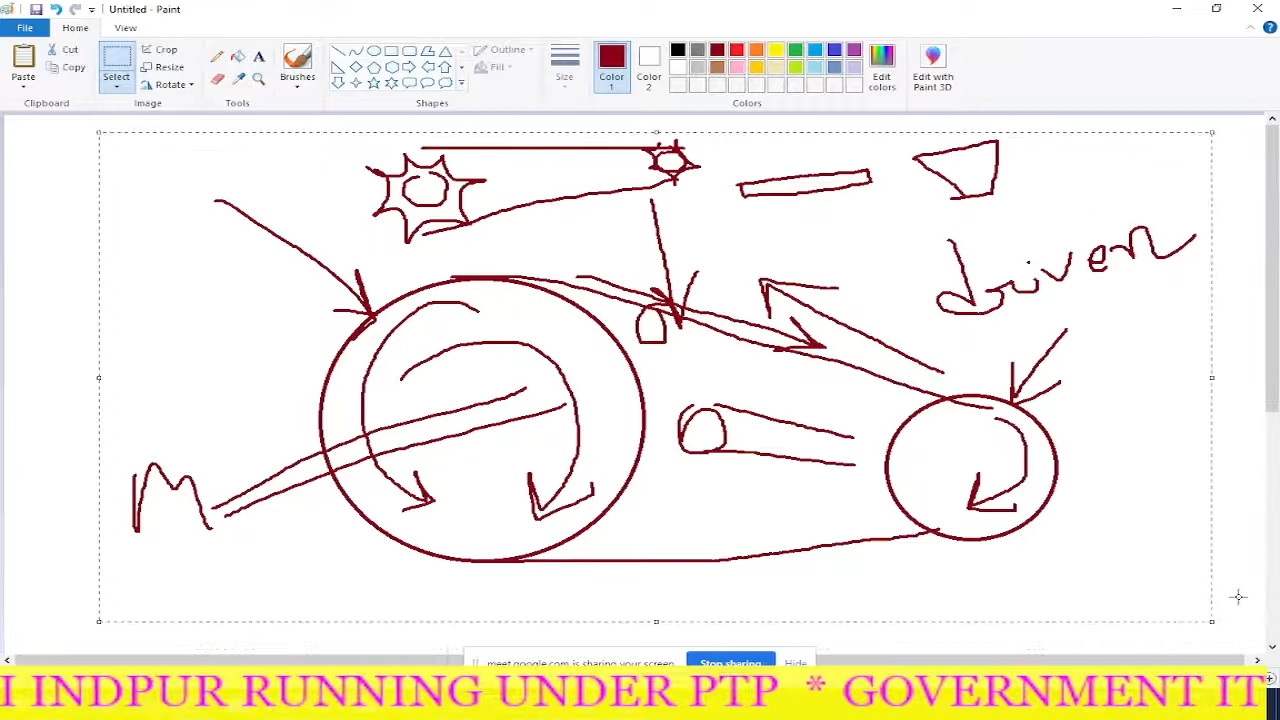 Untitled - Paint
File
Home
View
Paste
Cut
Copy
Clipboard
Select
Crop
Resize
Rotate
Image
A
Tools
Brushes
Shapes
Outline
Fill
Size
Color 1
Color 2
Colors
Edit colors
Edit with Paint 3D
driven
M
meet.google.com is sharing your screen.
Stop sharing
Hide
I INDPUR RUNNING UNDER PTP * GOVERNMENT IT